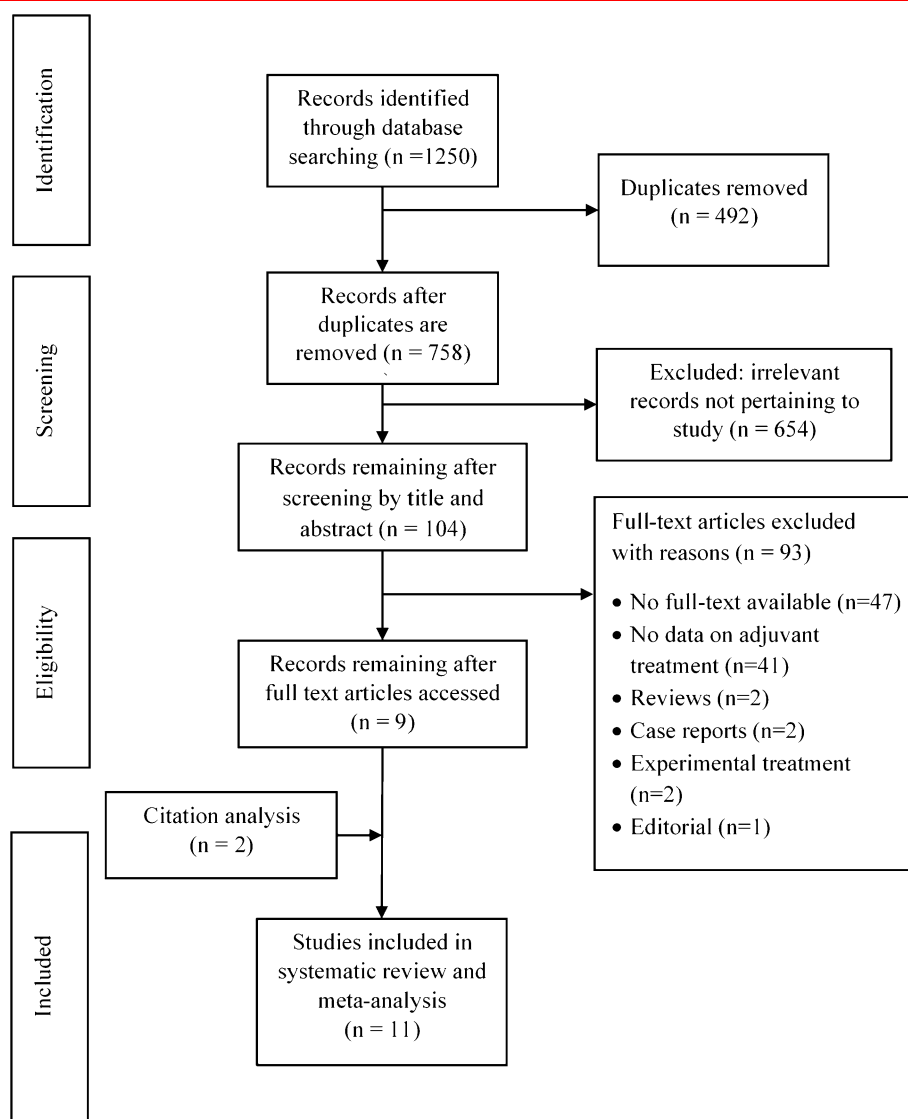 Identification
Records identified
through database
searching (n =1250)
Duplicates removed
(n = 492)
Screening
Records after
duplicates are
removed (n = 758)
Excluded: irrelevant
records not pertaining to
study (n = 654)
Records remaining after
screening by title and
abstract (n = 104)
Eligibility
Full-text articles excluded
with reasons (n = 93)
• No full-text available (n=47)
• No data on adjuvant
treatment (n=41)
• Reviews (n=2)
• Case reports (n=2)
• Experimental treatment
(n=2)
• Editorial (n=1)
Records remaining after
full text articles accessed
(n = 9)
Citation analysis
(n = 2)
Included
Studies included in
systematic review and
meta-analysis
(n = 11)